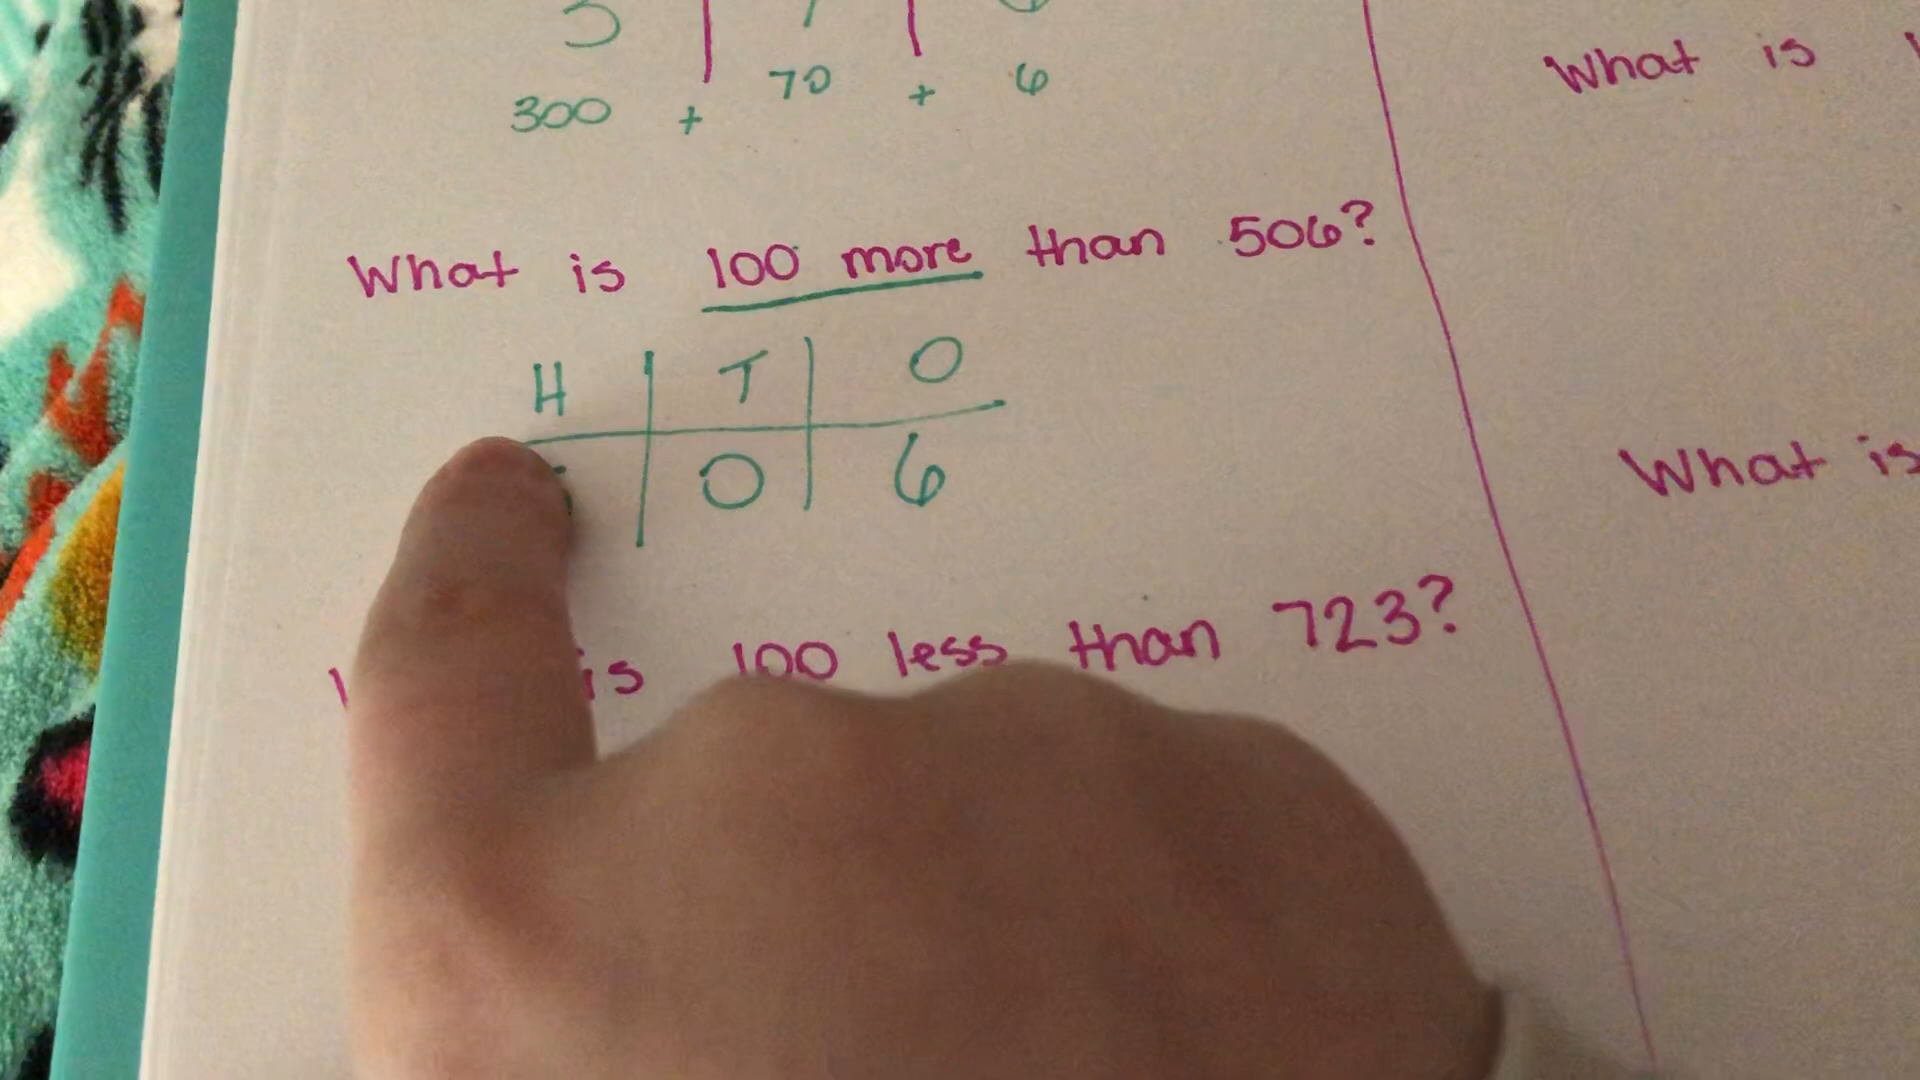 300 + 70 + 6
What is 100 more than 506?
H T O
5 0 6
is 100 less than 723?
What is
What is